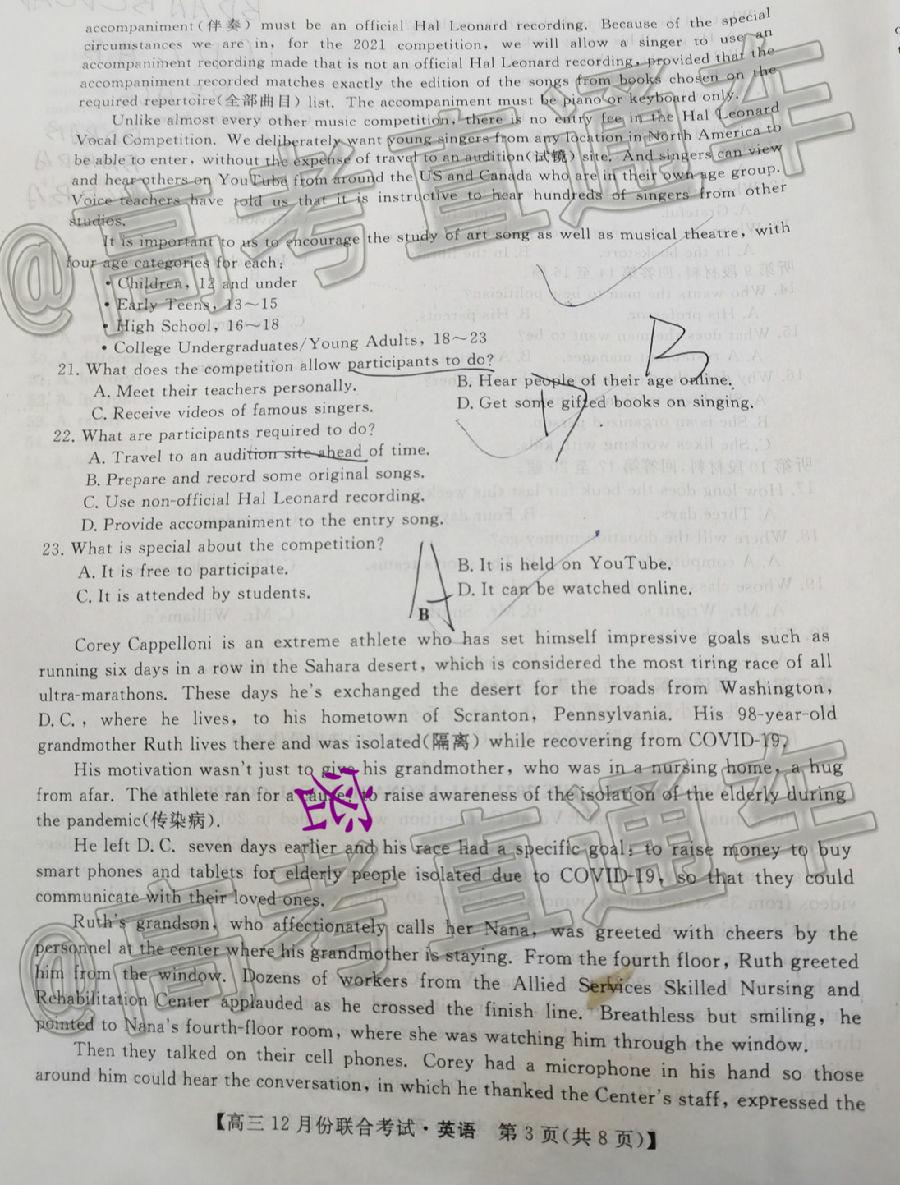 accompaniment(伴奏) must be an official Hal Leonard recording. Because of the special
circumstances we are in, for the 2021 competition, we will allow a singer to use an
accompaniment recording made that is not an official Hal Leonard recording, provided that the
accompaniment recorded matches exactly the edition of the songs from books chosen on the
required repertoire(全部曲目) list. The accompaniment must be piano or keyboard only.
Unlike almost every other music competition, there is no entry fee in the Hal Leonard
Vocal Competition. We deliberately want young singers from any location in North America to
be able to enter, without the expense of travel to an audition(试镜) site. And singers can view
and hear others on YouTube from around the US and Canada who are in their own age group.
Voice teachers have told us that it is instructive to hear hundreds of singers from other
studios.
It is important to us to encourage the study of art song as well as musical theatre, with
four age categories for each:
• Children, 12 and under
• Early Teens, 13～15
• High School, 16～18
• College Undergraduates/Young Adults, 18～23
21. What does the competition allow participants to do?
A. Meet their teachers personally.
B. Hear people of their age online.
C. Receive videos of famous singers.
D. Get some gifted books on singing.
B
22. What are participants required to do?
A. Travel to an audition site ahead of time.
B. Prepare and record some original songs.
C. Use non-official Hal Leonard recording.
D. Provide accompaniment to the entry song.
D
23. What is special about the competition?
A. It is free to participate.
B. It is held on YouTube.
C. It is attended by students.
D. It can be watched online.
A
B
Corey Cappelloni is an extreme athlete who has set himself impressive goals such as
running six days in a row in the Sahara desert, which is considered the most tiring race of all
ultra-marathons. These days he's exchanged the desert for the roads from Washington,
D.C., where he lives, to his hometown of Scranton, Pennsylvania. His 98-year-old
grandmother Ruth lives there and was isolated(隔离) while recovering from COVID-19.
His motivation wasn't just to give his grandmother, who was in a nursing home, a hug
from afar. The athlete ran for a cause: to raise awareness of the isolation of the elderly during
the pandemic(传染病).
He left D.C. seven days earlier and his race had a specific goal: to raise money to buy
smart phones and tablets for elderly people isolated due to COVID-19, so that they could
communicate with their loved ones.
Ruth's grandson, who affectionately calls her Nana, was greeted with cheers by the
personnel at the center where his grandmother is staying. From the fourth floor, Ruth greeted
him from the window. Dozens of workers from the Allied Services Skilled Nursing and
Rehabilitation Center applauded as he crossed the finish line. Breathless but smiling, he
pointed to Nana's fourth-floor room, where she was watching him through the window.
Then they talked on their cell phones. Corey had a microphone in his hand so those
around him could hear the conversation, in which he thanked the Center's staff, expressed the
【高三12月份联合考试·英语 第3页(共8页)】
@高考直通车
@高考直通车